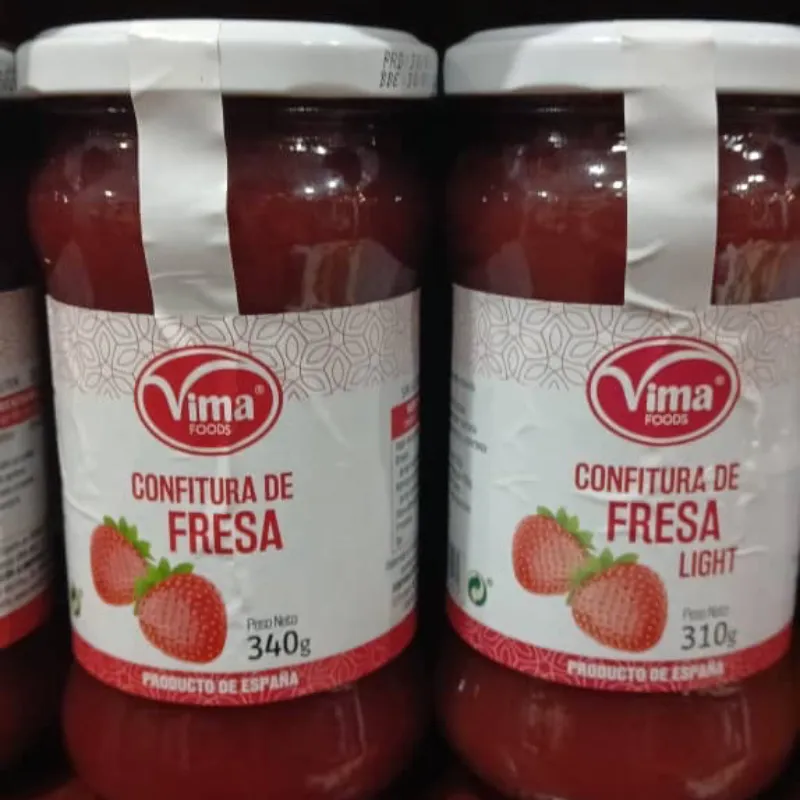 Vima®
FOODS
CONFITURA DE
FRESA
Peso Neto
340g
PRODUCTO DE ESPAÑA
Vima®
FOODS
CONFITURA DE
FRESA
LIGHT
Peso Neto
310g
PRODUCTO DE ESPAÑA